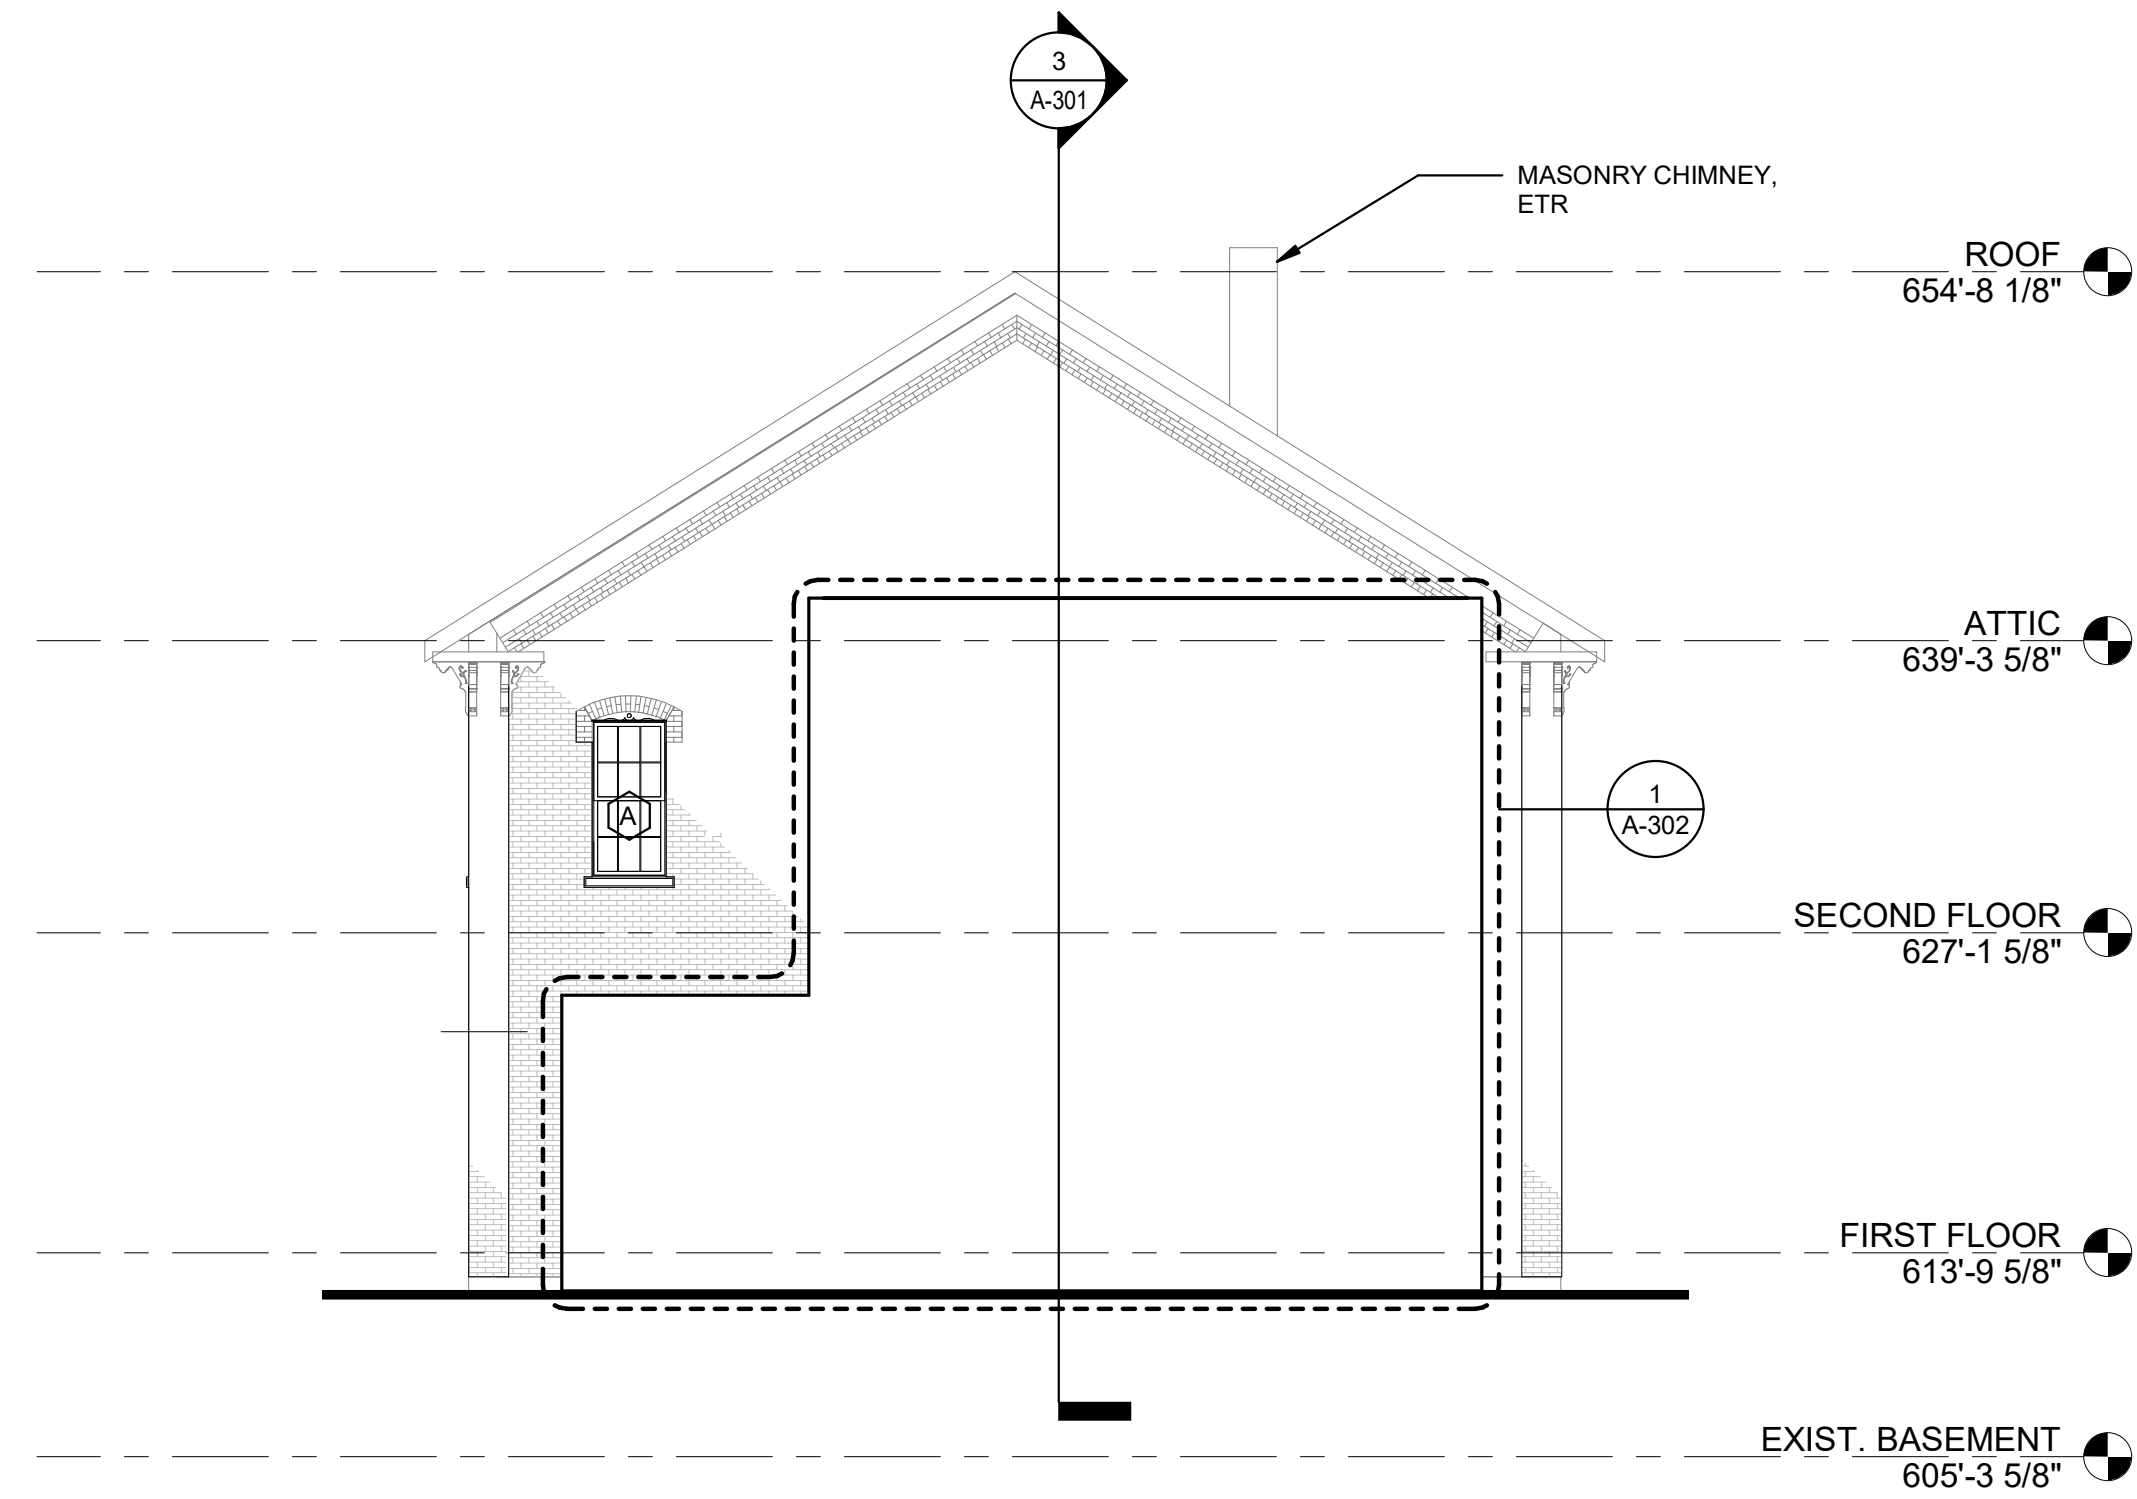 3
A-301
MASONRY CHIMNEY,
ETR
ROOF
654'-8 1/8"
ATTIC
639'-3 5/8"
A
1
A-302
SECOND FLOOR
627'-1 5/8"
FIRST FLOOR
613'-9 5/8"
EXIST. BASEMENT
605'-3 5/8"